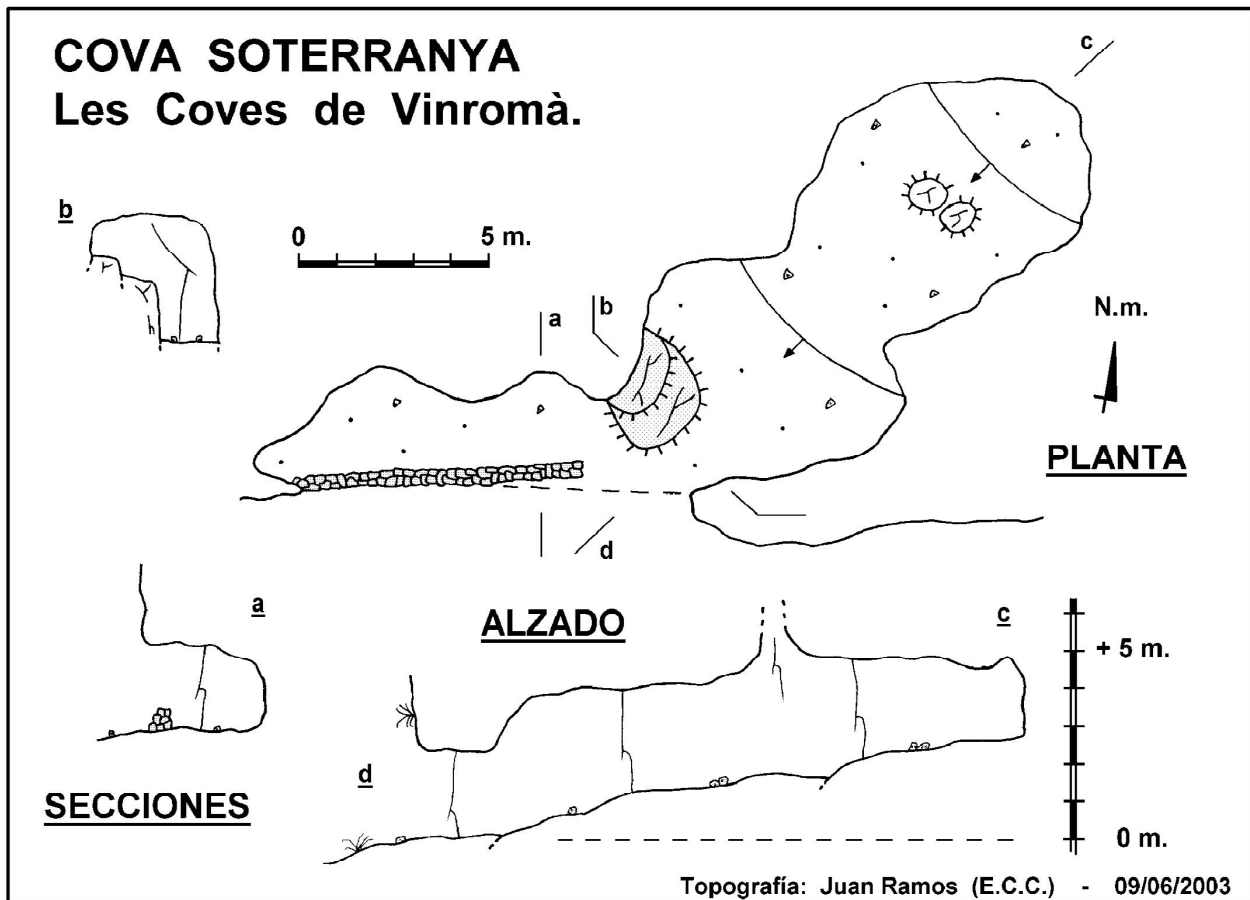 COVA SOTERRANYA
Les Coves de Vinromà.
c
b
0 5 m.
a b
N.m.
PLANTA
d
a
ALZADO
c
+ 5 m.
d
SECCIONES
0 m.
Topografía: Juan Ramos (E.C.C.) - 09/06/2003